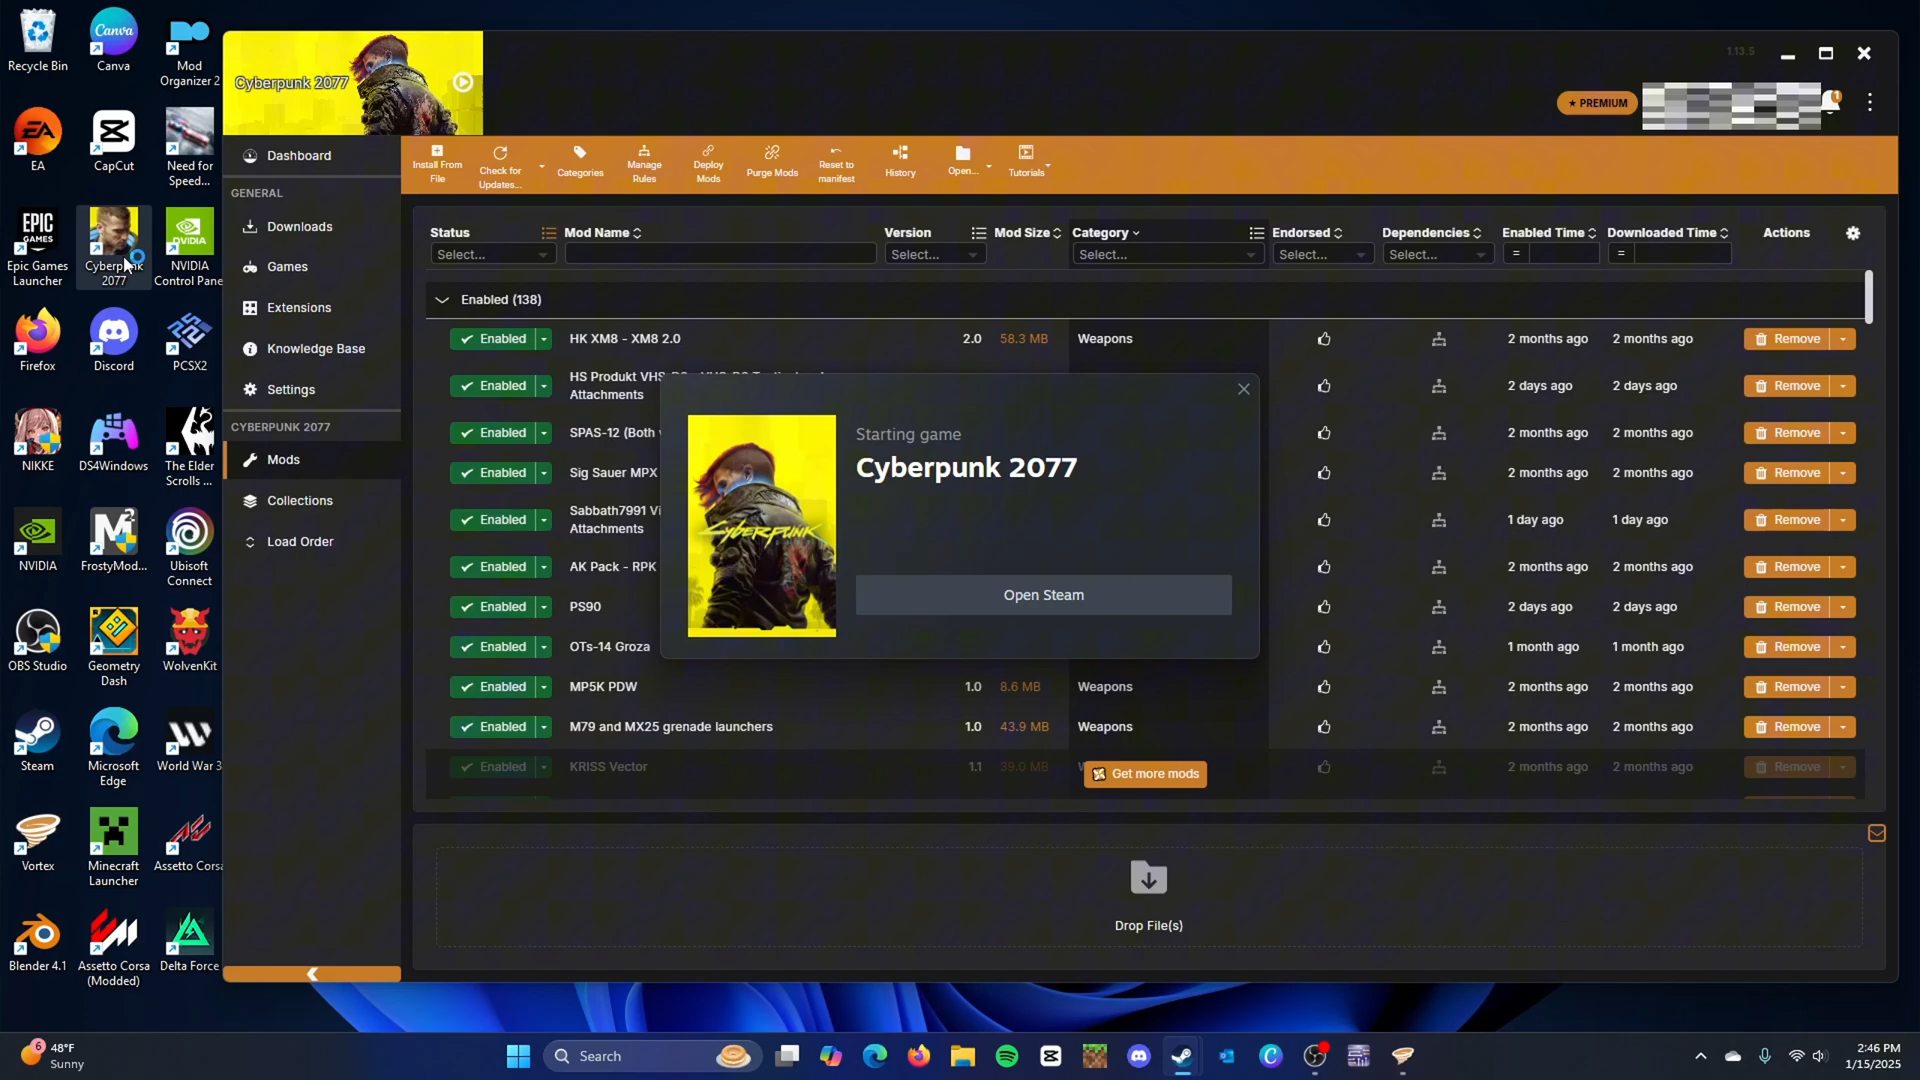 Recycle Bin
Canva
Mod
Organizer 2
EA
CapCut
Need for
Speed...
EPIC
GAMES
Epic Games
Launcher
Cyberpunk
2077
NVIDIA
NVIDIA
Control Pane
Firefox
Discord
PCSX2
NIKKE
DS4Windows
The Elder
Scrolls ...
NVIDIA
FrostyMod...
Ubisoft
Connect
OBS Studio
Geometry
Dash
WolvenKit
Steam
Microsoft
Edge
World War 3
Vortex
Minecraft
Launcher
Assetto Corsa
Blender 4.1
Assetto Corsa
(Modded)
Delta Force
Cyberpunk 2077
1.13.5
★ PREMIUM
1
Dashboard
GENERAL
Downloads
Games
Extensions
Knowledge Base
Settings
CYBERPUNK 2077
Mods
Collections
Load Order
Install From
File
Check for
Updates...
Categories
Manage
Rules
Deploy
Mods
Purge Mods
Reset to
manifest
History
Open...
Tutorials
Status Mod Name Version Mod Size Category Endorsed Dependencies Enabled Time Downloaded Time Actions
Select... Select... Select... Select... Select... = =
Enabled (138)
Enabled HK XM8 - XM8 2.0 2.0 58.3 MB Weapons 2 months ago 2 months ago Remove
Enabled HS Produkt
Attachments 2 days ago 2 days ago Remove
Enabled SPAS-12 (Both 2 months ago 2 months ago Remove
Enabled Sig Sauer MPX 2 months ago 2 months ago Remove
Enabled Sabbath7991 Vi
Attachments 1 day ago 1 day ago Remove
Enabled AK Pack - RPK 2 months ago 2 months ago Remove
Enabled PS90 2 days ago 2 days ago Remove
Enabled OTs-14 Groza 1 month ago 1 month ago Remove
Enabled MP5K PDW 1.0 8.6 MB Weapons 2 months ago 2 months ago Remove
Enabled M79 and MX25 grenade launchers 1.0 43.9 MB Weapons 2 months ago 2 months ago Remove
Enabled KRISS Vector 1.1 39.0 MB 2 months ago 2 months ago Remove
Get more mods
CYBERPUNK
Starting game
Cyberpunk 2077
Open Steam
Drop File(s)
6
48°F
Sunny
Search
2:46 PM
1/15/2025